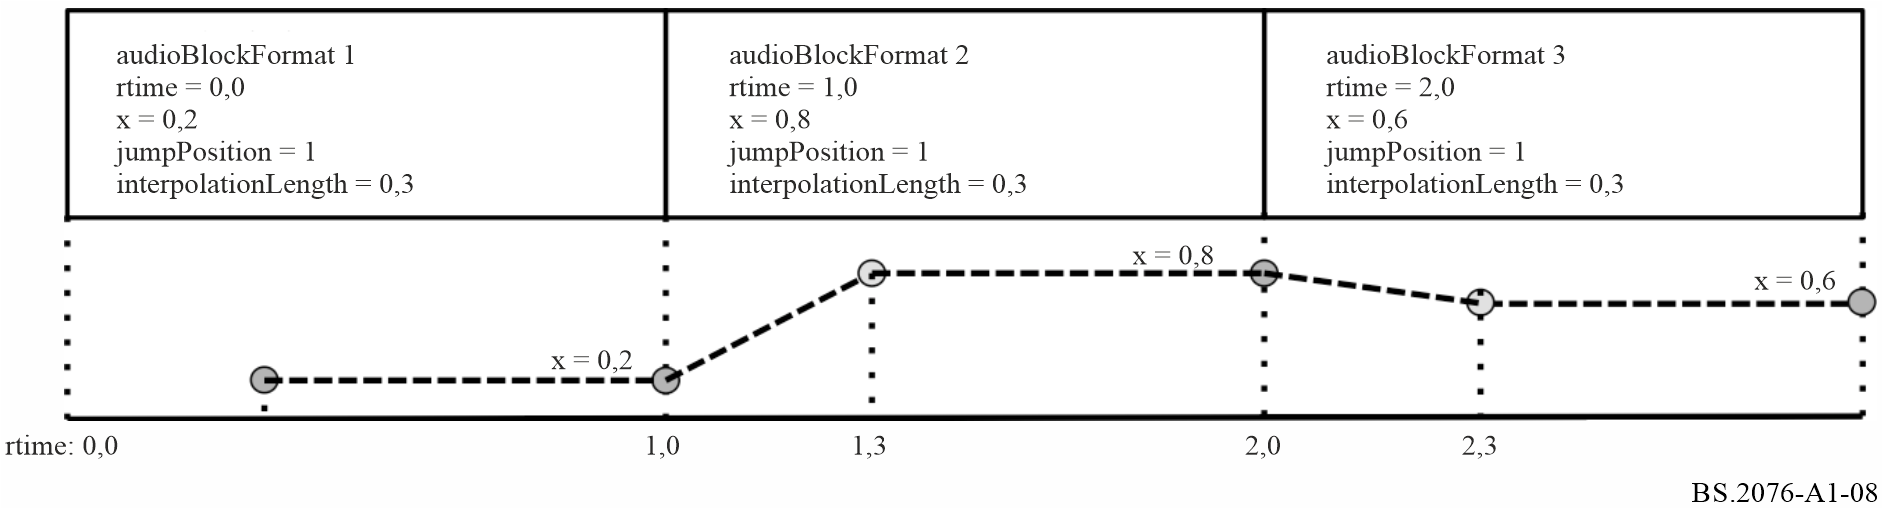 audioBlockFormat 1
rtime = 0,0
x = 0,2
jumpPosition = 1
interpolationLength = 0,3
audioBlockFormat 2
rtime = 1,0
x = 0,8
jumpPosition = 1
interpolationLength = 0,3
audioBlockFormat 3
rtime = 2,0
x = 0,6
jumpPosition = 1
interpolationLength = 0,3
x = 0,2
x = 0,8
x = 0,6
rtime: 0,0 1,0 1,3 2,0 2,3
BS.2076-A1-08